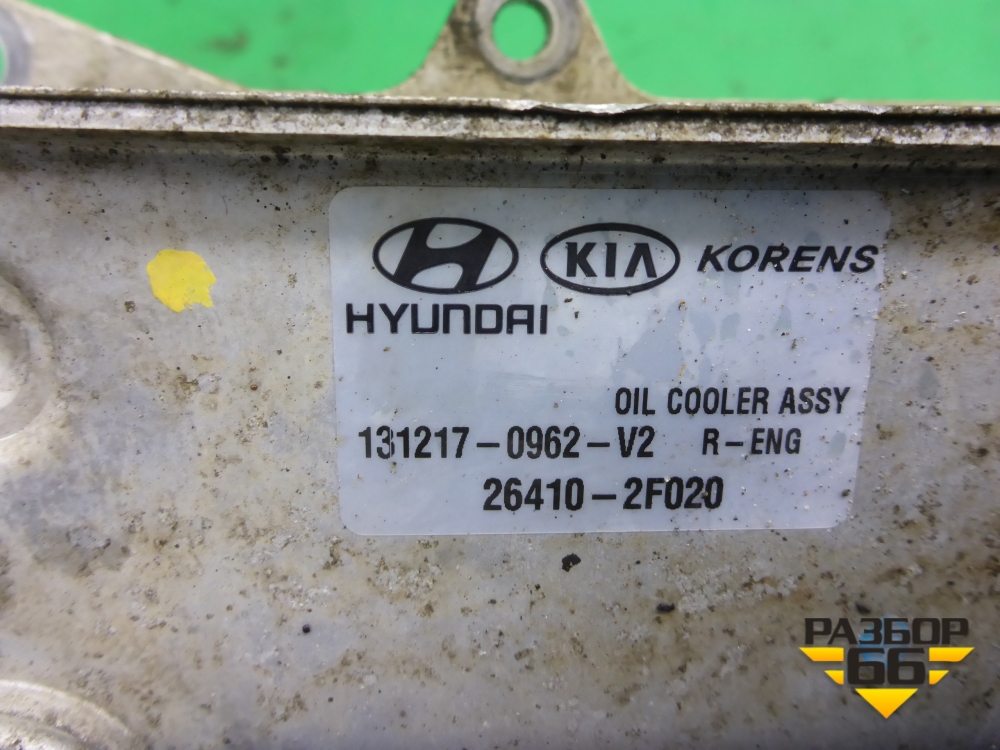 KIA KORENS
HYUNDAI
OIL COOLER ASSY
131217-0962-V2 R-ENG
26410-2F020
РАЗБОР
66